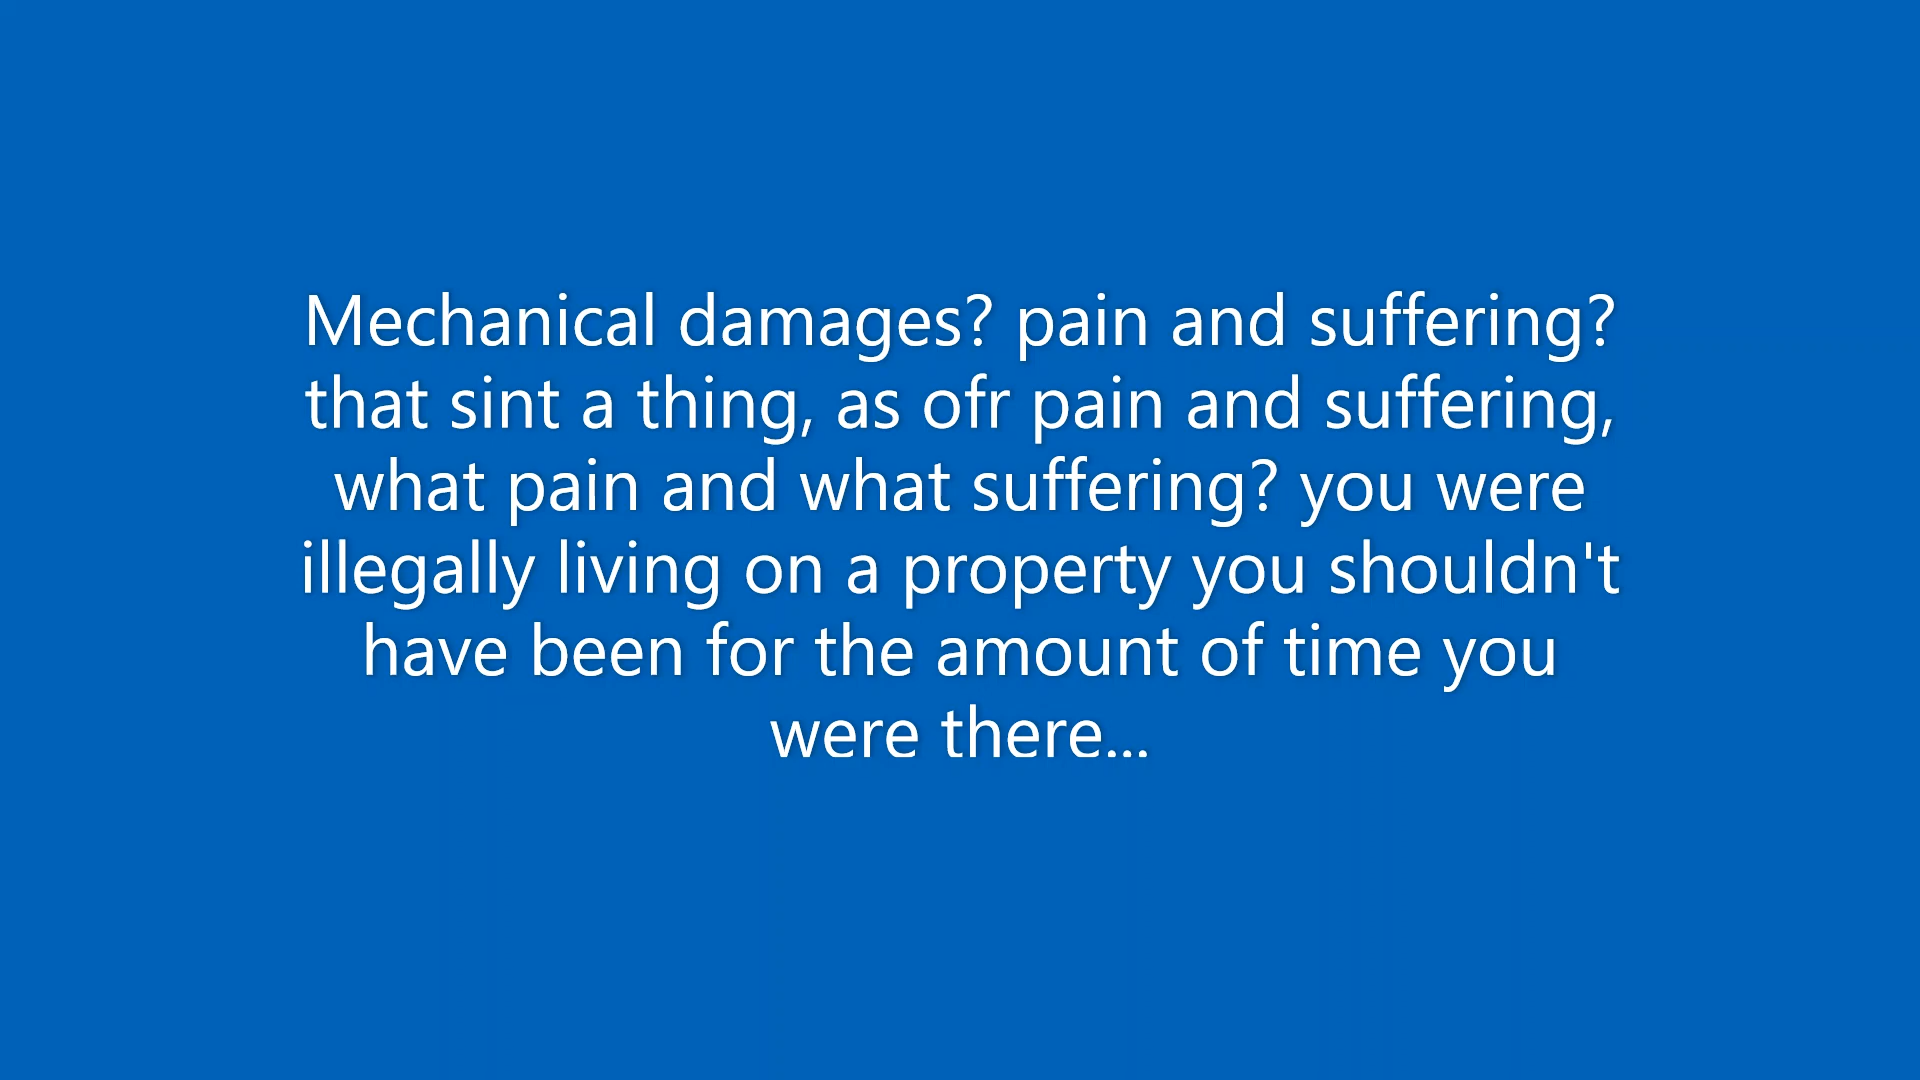 Mechanical damages? pain and suffering?
that sint a thing, as ofr pain and suffering,
what pain and what suffering? you were
illegally living on a property you shouldn't
have been for the amount of time you
were there...